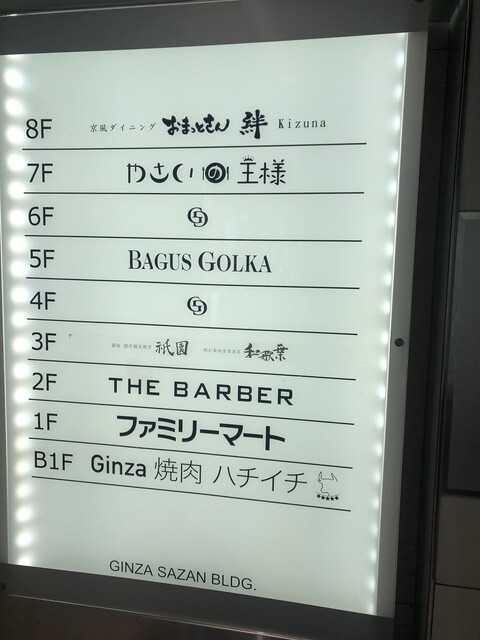 8F 京風ダイニング おまっとさん 絆 Kizuna
7F やさいの王様
6F
5F BAGUS GOLKA
4F
3F 祇園 和歌葉
2F THE BARBER
1F ファミリーマート
B1F Ginza 焼肉 ハチイチ
GINZA SAZAN BLDG.